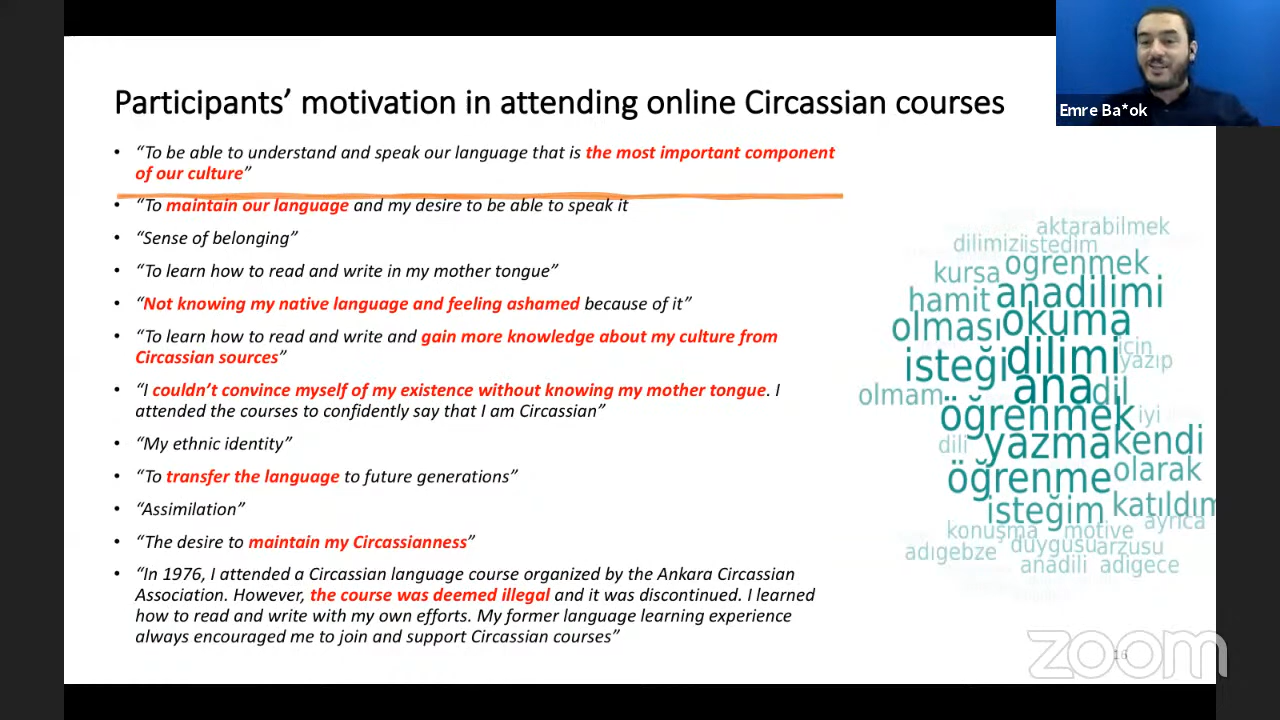 Participants’ motivation in attending online Circassian courses
Emre Ba*ok
• “To be able to understand and speak our language that is the most important component
of our culture”
• “To maintain our language and my desire to be able to speak it
• “Sense of belonging”
• “To learn how to read and write in my mother tongue”
• “Not knowing my native language and feeling ashamed because of it”
• “To learn how to read and write and gain more knowledge about my culture from
Circassian sources”
• “I couldn’t convince myself of my existence without knowing my mother tongue. I
attended the courses to confidently say that I am Circassian”
• “My ethnic identity”
• “To transfer the language to future generations”
• “Assimilation”
• “The desire to maintain my Circassianness”
• “In 1976, I attended a Circassian language course organized by the Ankara Circassian
Association. However, the course was deemed illegal and it was discontinued. I learned
how to read and write with my own efforts. My former language learning experience
always encouraged me to join and support Circassian courses”
aktarabilmek
dilimizi istedim
kursa ogrenmek
hamit anadilimi
olması okuma
isteği dilimi için
yazıp
olmam ana dil
öğrenmek iyi
dili yazma kendi
öğrenme olarak
isteğim katıldım
konuşma motive ayrıca
adıgebze duygusu arzusu
anadili adigece
zoom
16